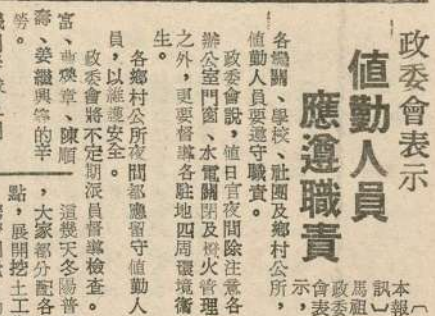 政委會表示
値勤人員
應遵職責
本報
訊」
馬祖
政委
會表
示,
各機關、學校、社團及鄉村公所,
値勤人員要遵守職責。
政委會説,値日官夜間除注意各
辦公室門窗、水電關閉及燈火管理
之外,更要督導各駐地四周環境衛
生。
各鄉村公所夜間都應留守値勤人
員,以維護安全。
政委會將不定期派員督導檢查。
富、曹煥章、陳順
壽、姜繼興等的辛
勞。
這幾天冬陽普
,大家都分配各
點,展開挖土工